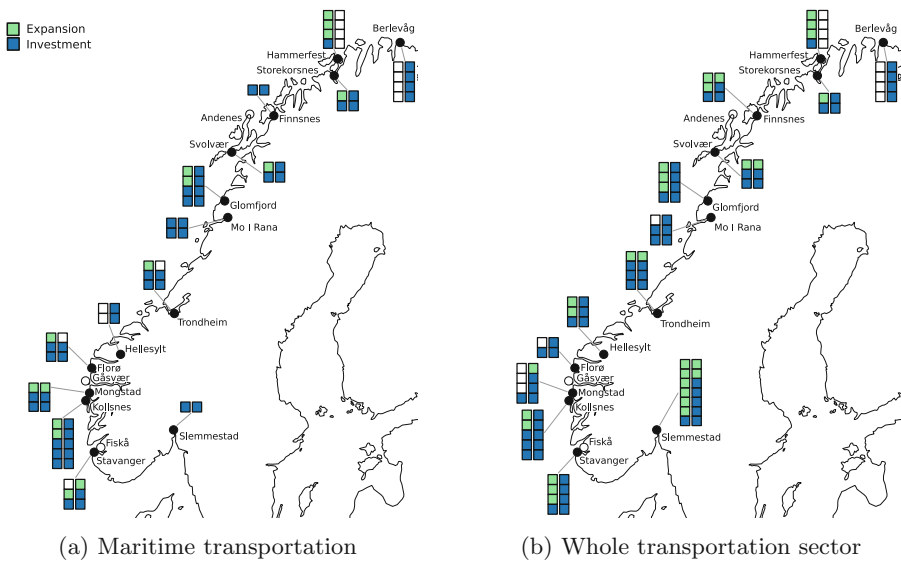 Expansion
Investment
Berlevåg
Hammerfest
Storekorsnes
Andenes
Finnsnes
Svolvær
Glomfjord
Mo I Rana
Trondheim
Hellesylt
Florø
Gåsvær
Mongstad
Kollsnes
Slemmestad
Fiskå
Stavanger
(a) Maritime transportation
Berlevåg
Hammerfest
Storekorsnes
Andenes
Finnsnes
Svolvær
Glomfjord
Mo I Rana
Trondheim
Hellesylt
Florø
Gåsvær
Mongstad
Kollsnes
Slemmestad
Fiskå
Stavanger
(b) Whole transportation sector